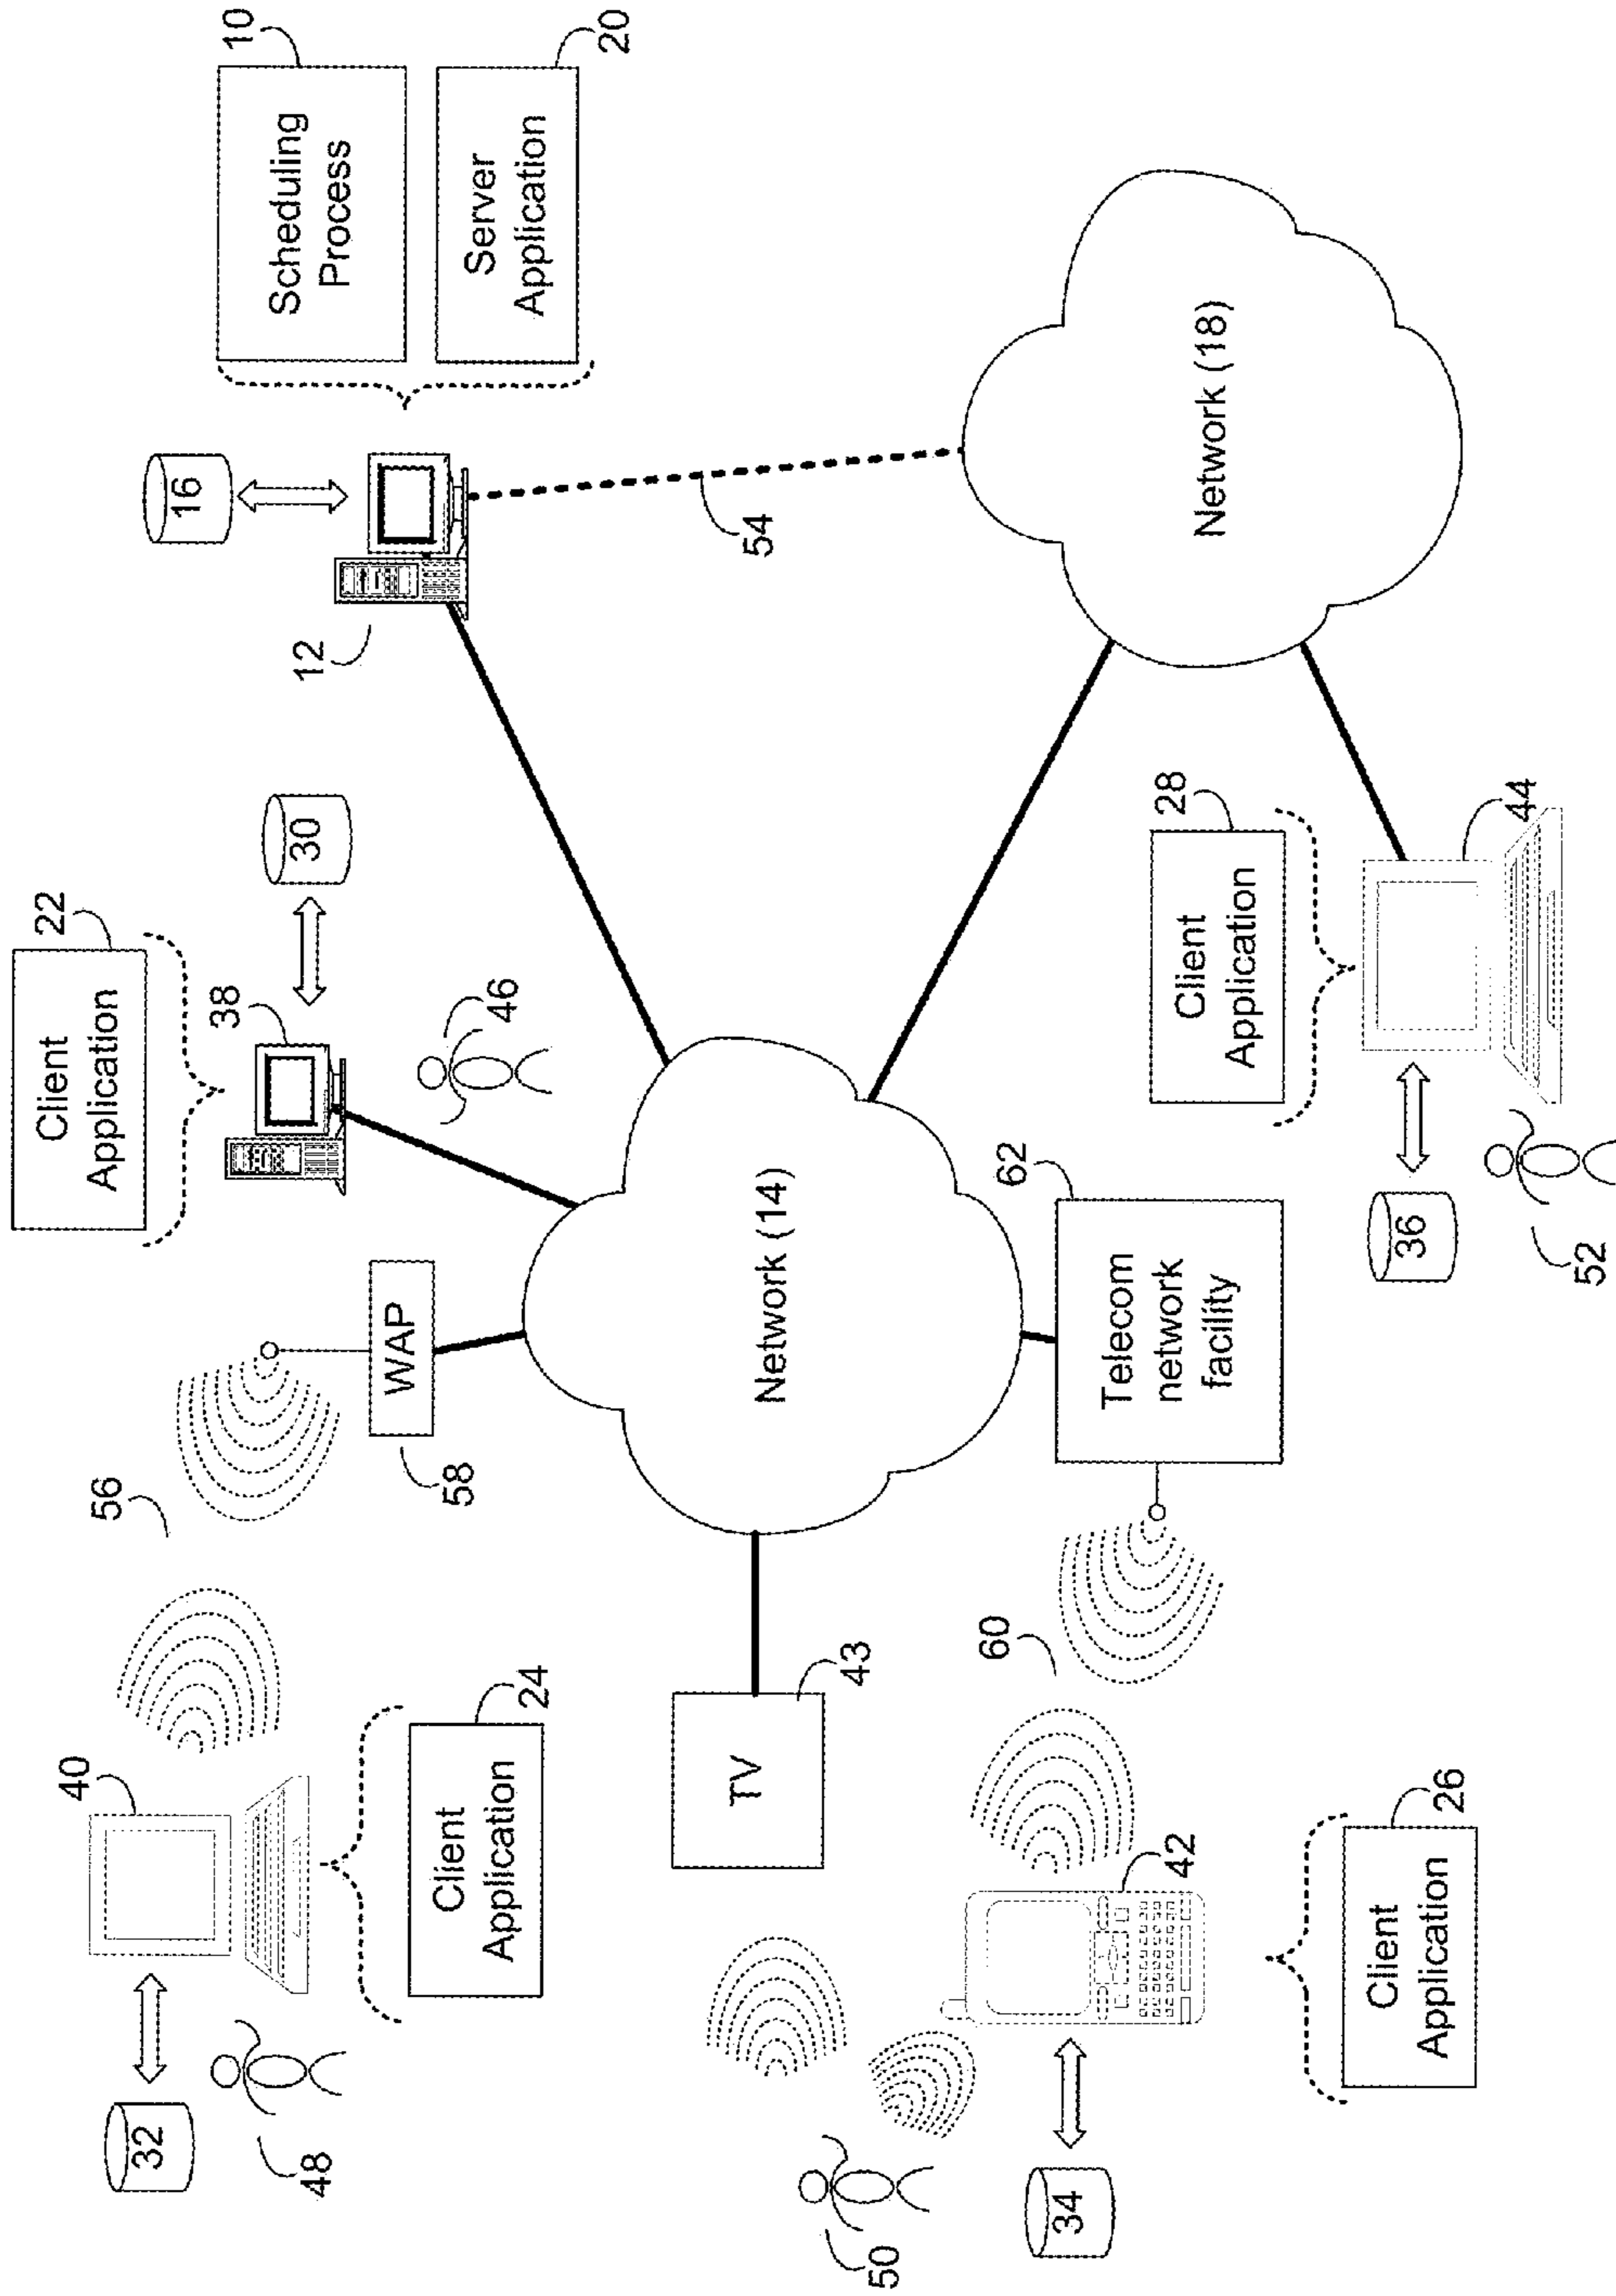 32
48
40
Client
Application
24
56
WAP
58
Client
Application
22
38
30
46
16
12
Scheduling
Process
10
Server
Application
20
54
TV
43
Network (14)
Network (18)
50
34
42
60
Client
Application
26
Telecom
network
facility
62
36
52
Client
Application
28
44